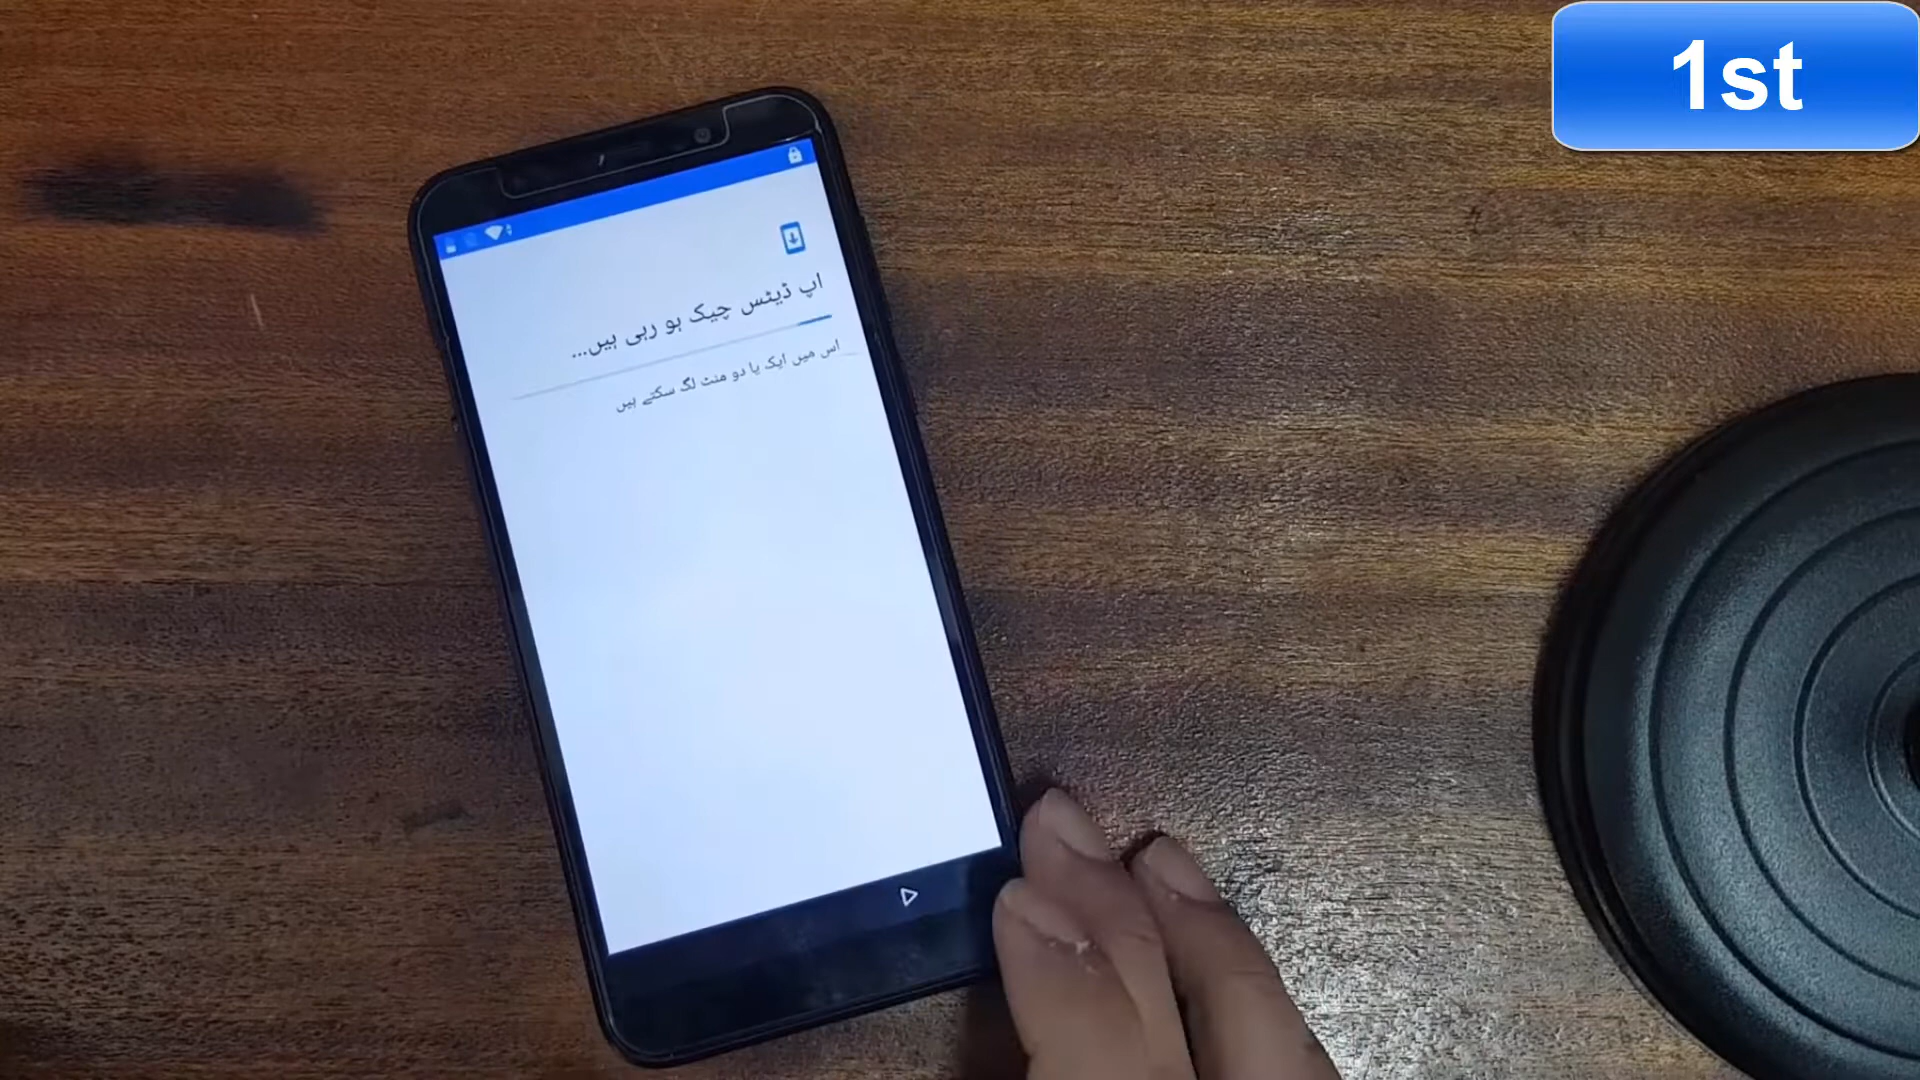 1st
اپ ڈیٹس چیک ہو رہی ہیں...
اس میں ایک یا دو منٹ لگ سکتے ہیں